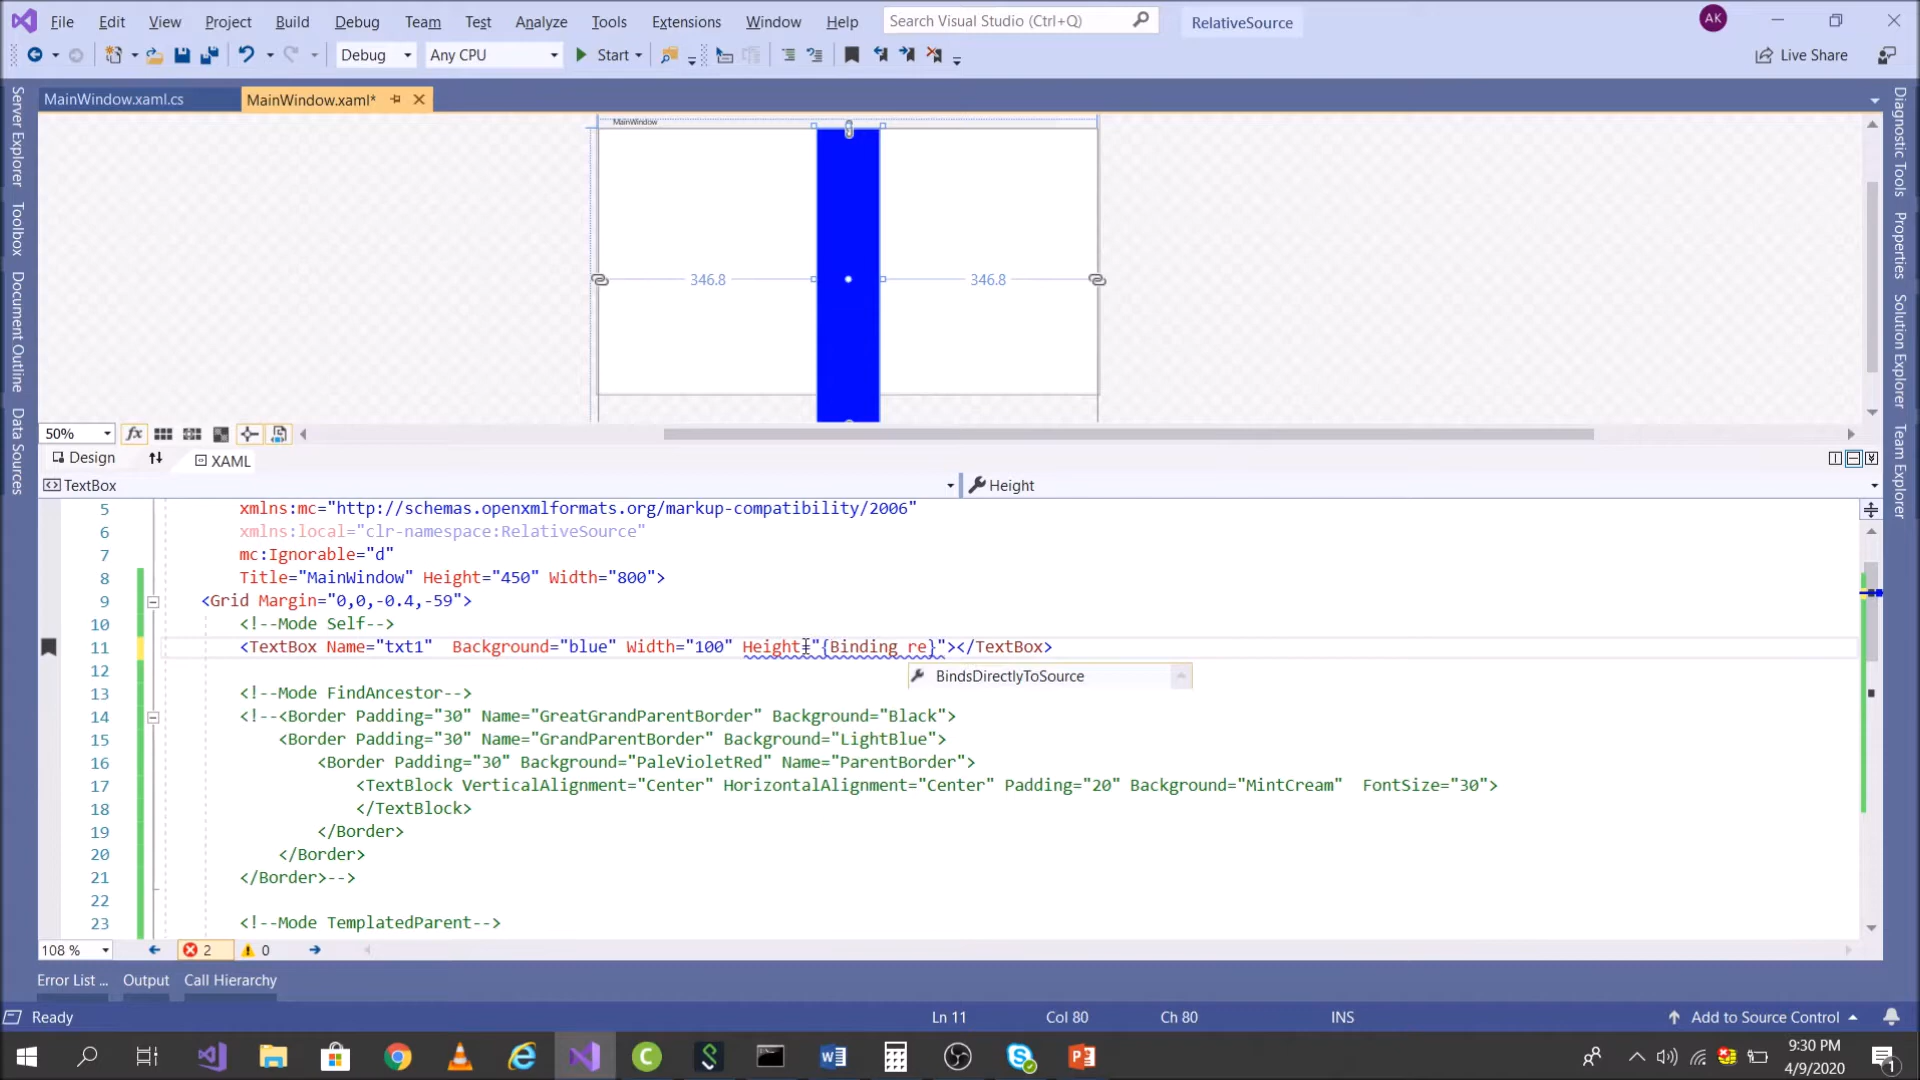 File Edit View Project Build Debug Team Test Analyze Tools Extensions Window Help Search Visual Studio (Ctrl+Q) RelativeSource AK
Debug Any CPU Start Live Share
MainWindow.xaml.cs MainWindow.xaml*
Server Explorer
Toolbox
Document Outline
Data Sources
Diagnostic Tools
Properties
Solution Explorer
Team Explorer
MainWindow
346.8 346.8
50% fx
Design XAML
TextBox Height
5 xmlns:mc="http://schemas.openxmlformats.org/markup-compatibility/2006"
6 xmlns:local="clr-namespace:RelativeSource"
7 mc:Ignorable="d"
8 Title="MainWindow" Height="450" Width="800">
9 <Grid Margin="0,0,-0.4,-59">
10 <!--Mode Self-->
11 <TextBox Name="txt1"  Background="blue" Width="100" Height="{Binding re}"></TextBox>
BindsDirectlyToSource
12
13 <!--Mode FindAncestor-->
14 <!--<Border Padding="30" Name="GreatGrandParentBorder" Background="Black">
15 <Border Padding="30" Name="GrandParentBorder" Background="LightBlue">
16 <Border Padding="30" Background="PaleVioletRed" Name="ParentBorder">
17 <TextBlock VerticalAlignment="Center" HorizontalAlignment="Center" Padding="20" Background="MintCream"  FontSize="30">
18 </TextBlock>
19 </Border>
20 </Border>
21 </Border>-->
22
23 <!--Mode TemplatedParent-->
108 % 2 0
Error List ... Output Call Hierarchy
Ready Ln 11 Col 80 Ch 80 INS Add to Source Control
9:30 PM
4/9/2020
1